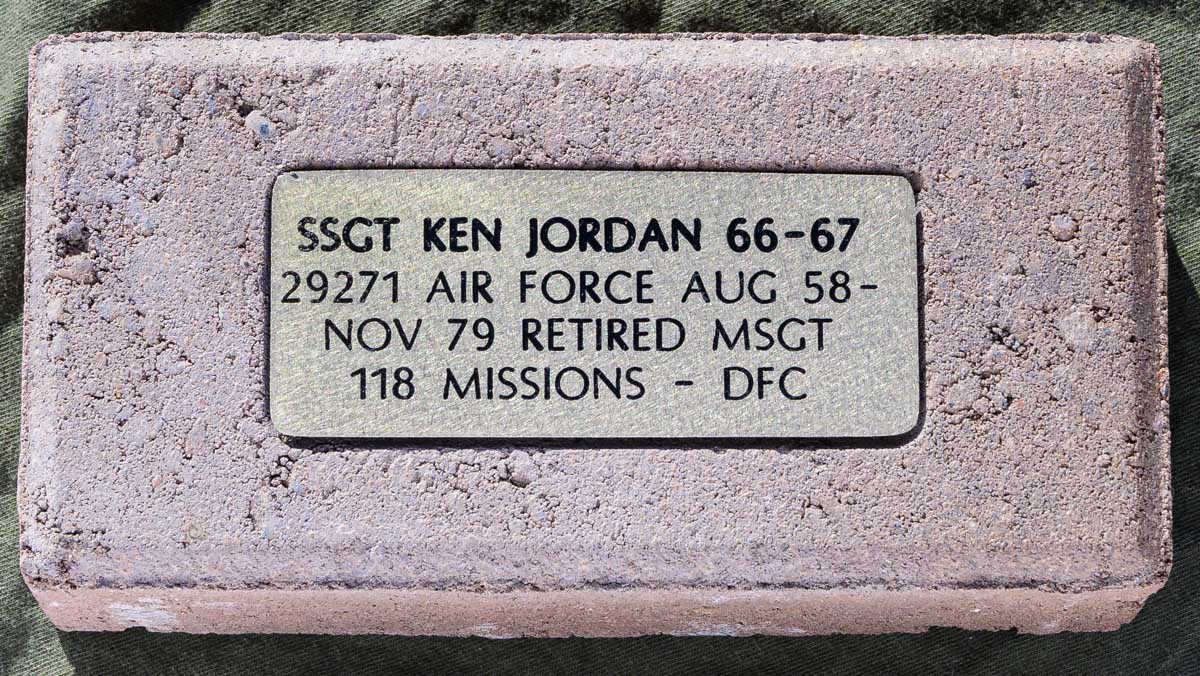 SSGT KEN JORDAN 66-67
29271 AIR FORCE AUG 58-
NOV 79 RETIRED MSGT
118 MISSIONS - DFC